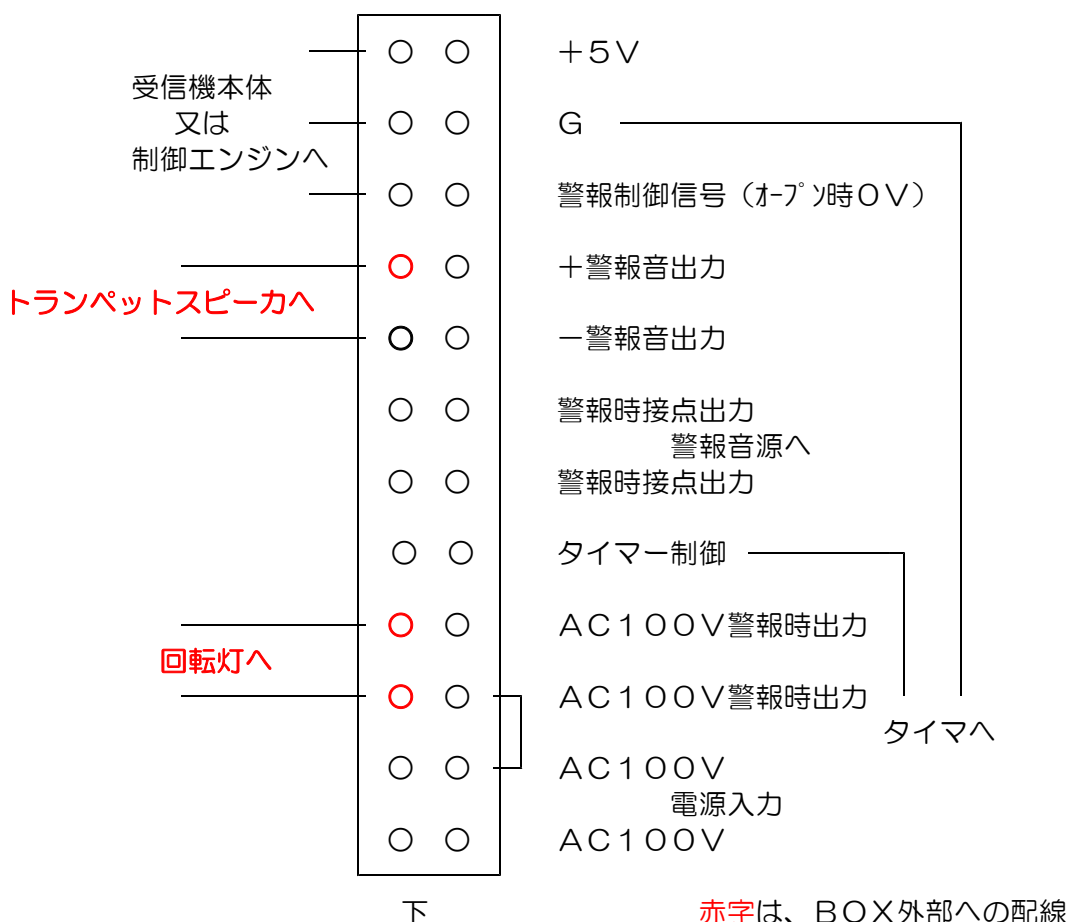 +5V
受信機本体
又は
G
制御エンジンへ
警報制御信号(オープン時0V)
+警報音出力
トランペットスピーカへ
-警報音出力
警報時接点出力
警報音源へ
警報時接点出力
タイマー制御
AC100V警報時出力
回転灯へ
AC100V警報時出力
タイマへ
AC100V
電源入力
AC100V
下
赤字は、BOX外部への配線